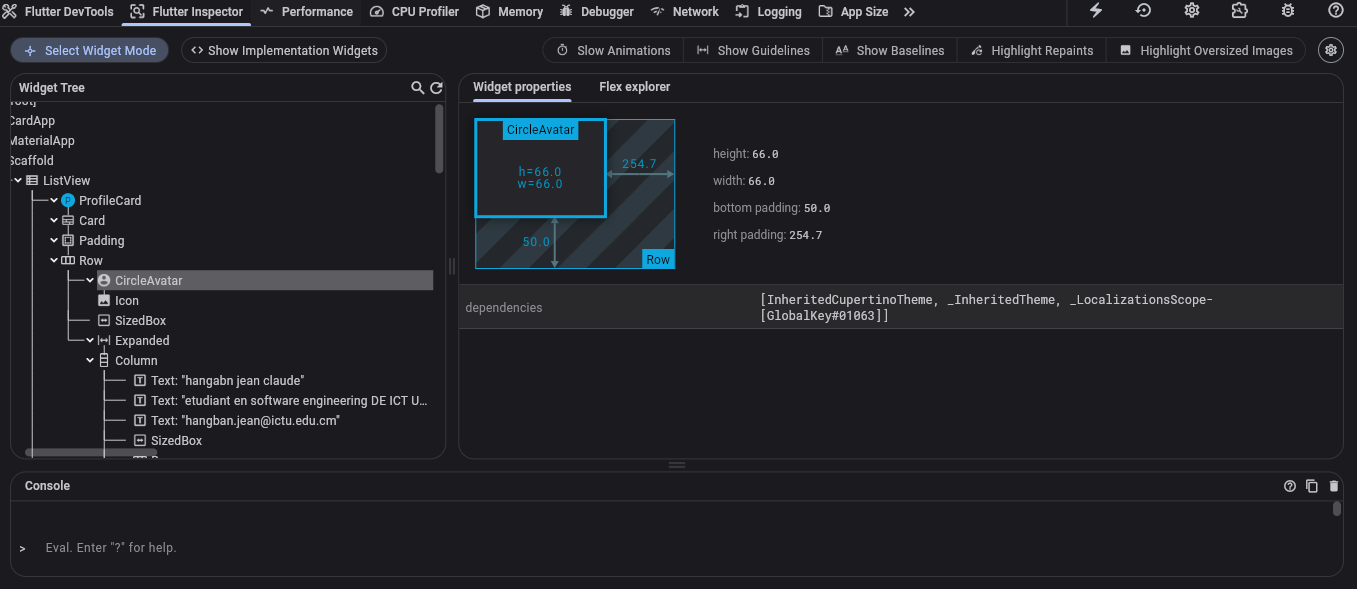 Flutter DevTools Flutter Inspector Performance CPU Profiler Memory Debugger Network Logging App Size
Select Widget Mode Show Implementation Widgets Slow Animations Show Guidelines Show Baselines Highlight Repaints Highlight Oversized Images
Widget Tree
CardApp
MaterialApp
Scaffold
ListView
ProfileCard
Card
Padding
Row
CircleAvatar
Icon
SizedBox
Expanded
Column
Text: "hangabn jean claude"
Text: "etudiant en software engineering DE ICT U...
Text: "hangban.jean@ictu.edu.cm"
SizedBox
Widget properties Flex explorer
CircleAvatar
h=66.0
w=66.0
254.7
50.0
Row
height: 66.0
width: 66.0
bottom padding: 50.0
right padding: 254.7
dependencies
[InheritedCupertinoTheme, _InheritedTheme, _LocalizationsScope-
[GlobalKey#01063]]
Console
> Eval. Enter "?" for help.